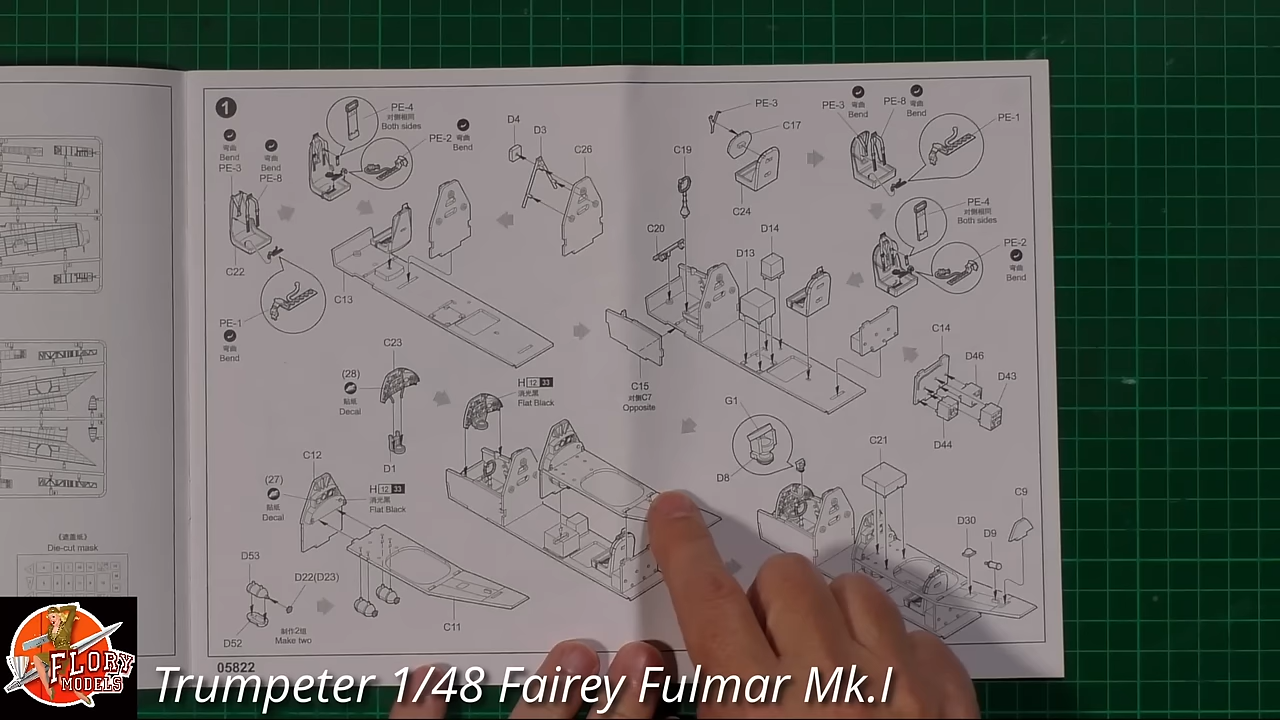 1
PE-4
对侧相同
Both sides
弯曲
Bend
PE-3
弯曲
Bend
PE-8
PE-2
弯曲
Bend
D4
D3
C26
C22
C13
PE-1
弯曲
Bend
PE-3
C17
C19
C24
PE-3
弯曲
Bend
PE-8
弯曲
Bend
PE-1
PE-4
对侧相同
Both sides
PE-2
弯曲
Bend
C20
D14
D13
C15
对侧C7
Opposite
C14
D46
D43
D44
C23
(28)
贴纸
Decal
H 12 33
消光黑
Flat Black
D1
C12
(27)
贴纸
Decal
H 12 33
消光黑
Flat Black
D53
D22(D23)
D52
制作2组
Make two
C11
G1
D8
C21
C9
D30
D9
《遮盖纸》
Die-cut mask
05822
FLORY
MODELS
Trumpeter 1/48 Fairey Fulmar Mk.I